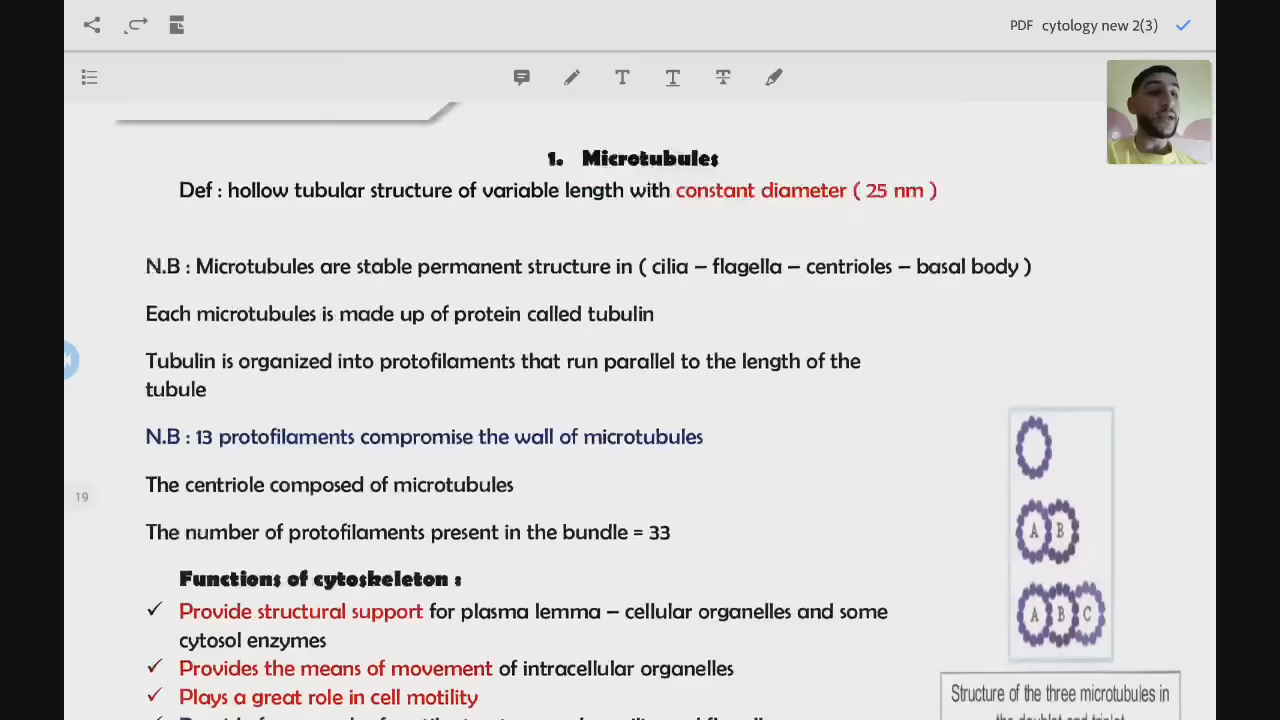 PDF cytology new 2(3)
1. Microtubules
Def : hollow tubular structure of variable length with constant diameter ( 25 nm )
N.B : Microtubules are stable permanent structure in ( cilia – flagella – centrioles – basal body )
Each microtubules is made up of protein called tubulin
Tubulin is organized into protofilaments that run parallel to the length of the
tubule
N.B : 13 protofilaments compromise the wall of microtubules
The centriole composed of microtubules
The number of protofilaments present in the bundle = 33
Functions of cytoskeleton :
✓ Provide structural support for plasma lemma – cellular organelles and some
cytosol enzymes
✓ Provides the means of movement of intracellular organelles
✓ Plays a great role in cell motility
19
A B
A B C
Structure of the three microtubules in